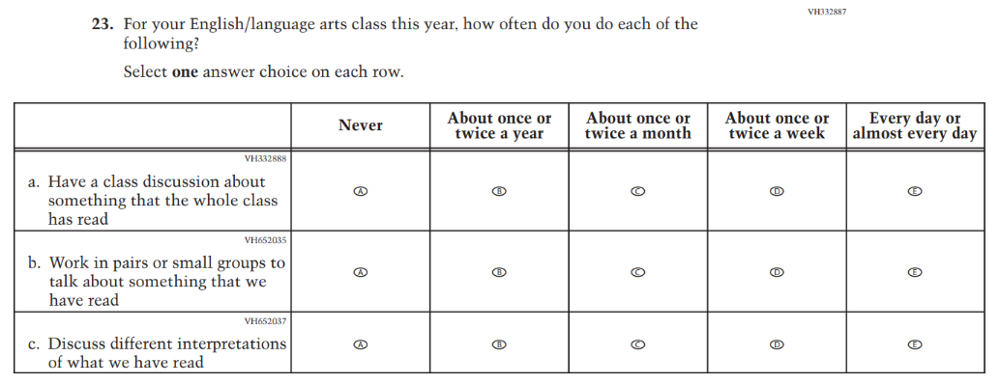 VH332887
23. For your English/language arts class this year, how often do you do each of the
following?
Select one answer choice on each row.
Never
About once or
twice a year
About once or
twice a month
About once or
twice a week
Every day or
almost every day
VH332888
a. Have a class discussion about
something that the whole class
has read
A B C D E
VH652035
b. Work in pairs or small groups to
talk about something that we
have read
A B C D E
VH652037
c. Discuss different interpretations
of what we have read
A B C D E